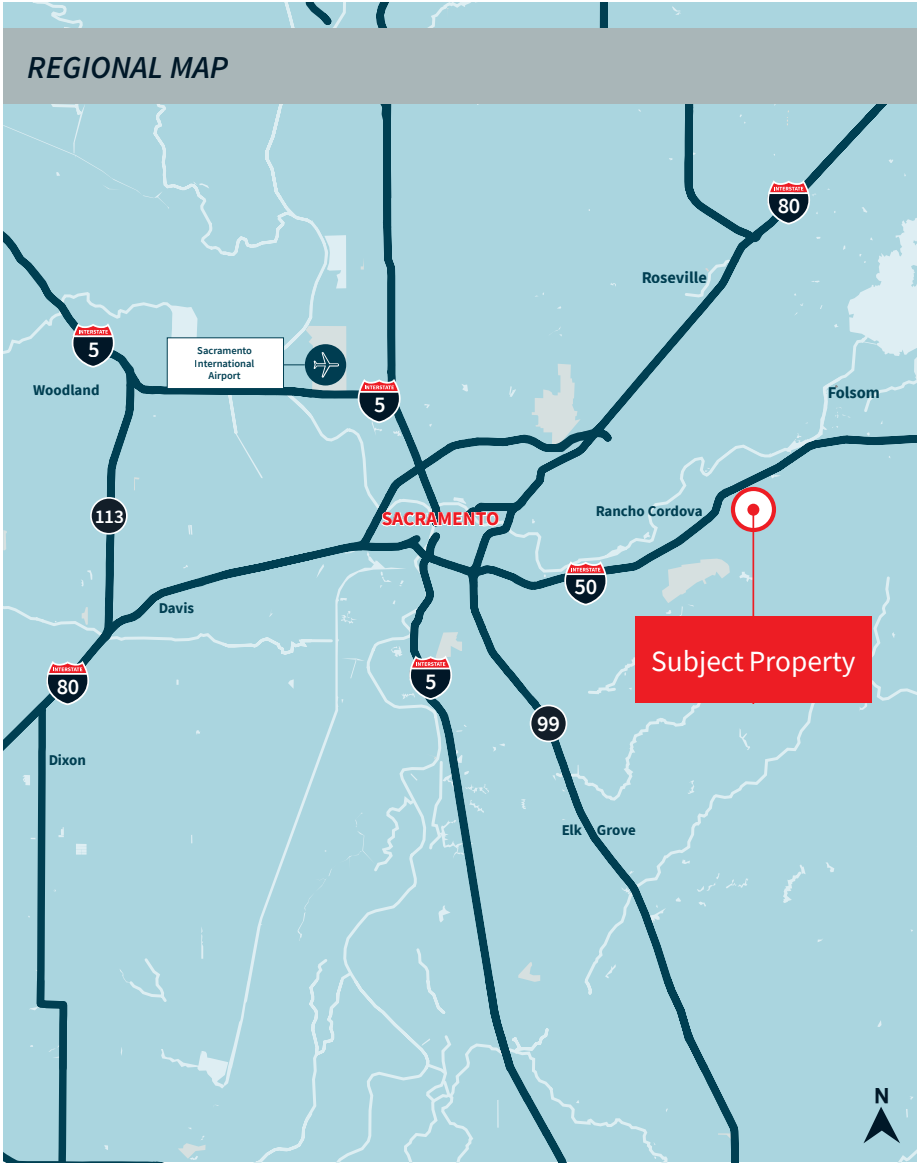 REGIONAL MAP
INTERSTATE
80
Roseville
INTERSTATE
5
Sacramento
International
Airport
Woodland
INTERSTATE
5
Folsom
113
SACRAMENTO
Rancho Cordova
INTERSTATE
50
Davis
Subject Property
INTERSTATE
80
INTERSTATE
5
99
Dixon
Elk Grove
N